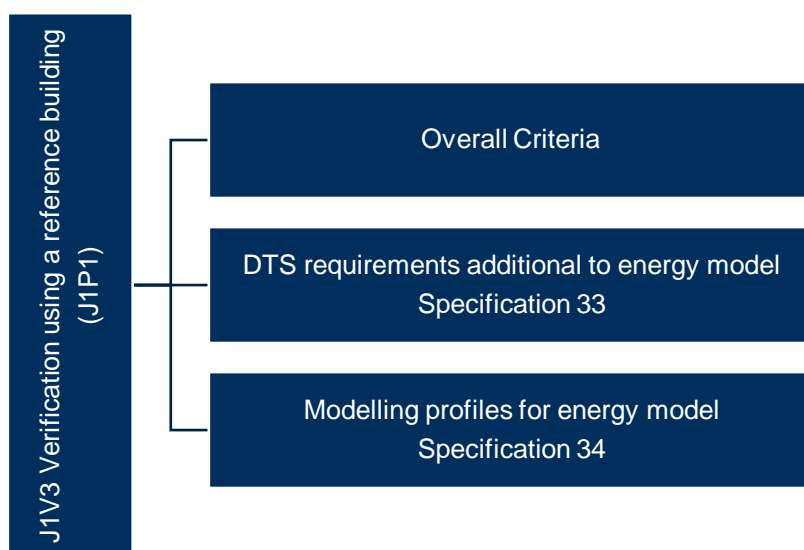 J1V3 Verification using a reference building
(J1P1)
Overall Criteria
DTS requirements additional to energy model
Specification 33
Modelling profiles for energy model
Specification 34